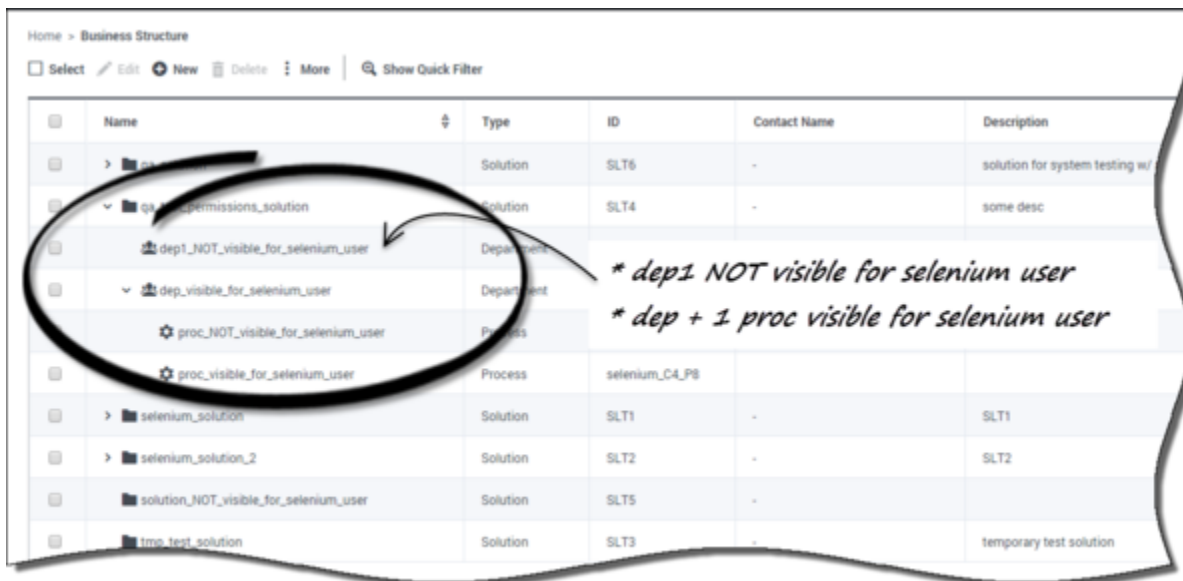 Home > Business Structure
Select Edit New Delete More Show Quick Filter
Name Type ID Contact Name Description
Solution SLT6 - solution for system testing w/
permissions_solution Solution SLT4 - some desc
dep1_NOT_visible_for_selenium_user Department
dep_visible_for_selenium_user Department
proc_NOT_visible_for_selenium_user Process
proc_visible_for_selenium_user Process selenium_C4_P8
* dep1 NOT visible for selenium user
* dep + 1 proc visible for selenium user
selenium_solution Solution SLT1 - SLT1
selenium_solution_2 Solution SLT2 - SLT2
solution_NOT_visible_for_selenium_user Solution SLT5 -
tmp_test_solution Solution SLT3 - temporary test solution